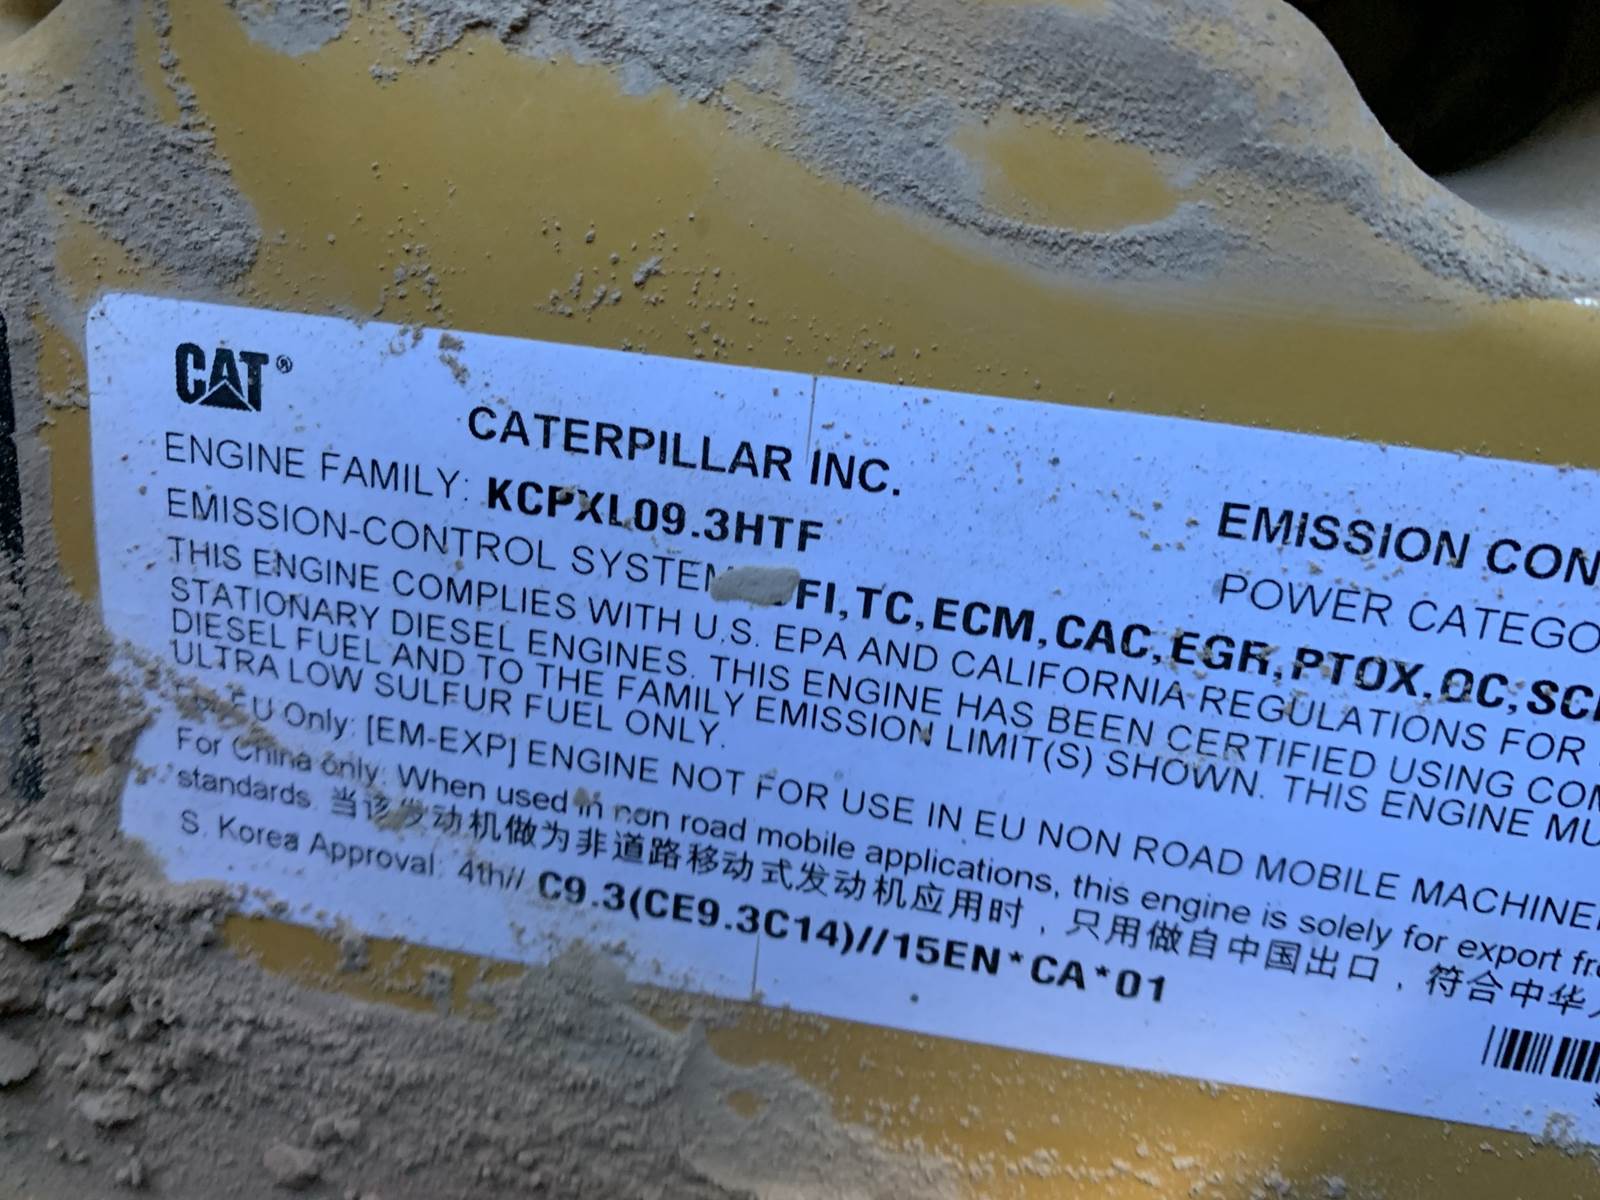 CAT®
CATERPILLAR INC.
EMISSION CON
ENGINE FAMILY: KCPXL09.3HTF
POWER CATEGO
EMISSION-CONTROL SYSTEM FI,TC,ECM,CAC,EGR,PTOX,OC,SC
THIS ENGINE COMPLIES WITH U.S. EPA AND CALIFORNIA REGULATIONS FOR
STATIONARY DIESEL ENGINES. THIS ENGINE HAS BEEN CERTIFIED USING COM
DIESEL FUEL AND TO THE FAMILY EMISSION LIMIT(S) SHOWN. THIS ENGINE MU
ULTRA LOW SULFUR FUEL ONLY.
EU Only: [EM-EXP] ENGINE NOT FOR USE IN EU NON ROAD MOBILE MACHINE
For China only: When used in non road mobile applications, this engine is solely for export fr
standards. 当该发动机做为非道路移动式发动机应用时，只用做自中国出口，符合中华
S. Korea Approval: 4th// C9.3(CE9.3C14)//15EN*CA*01